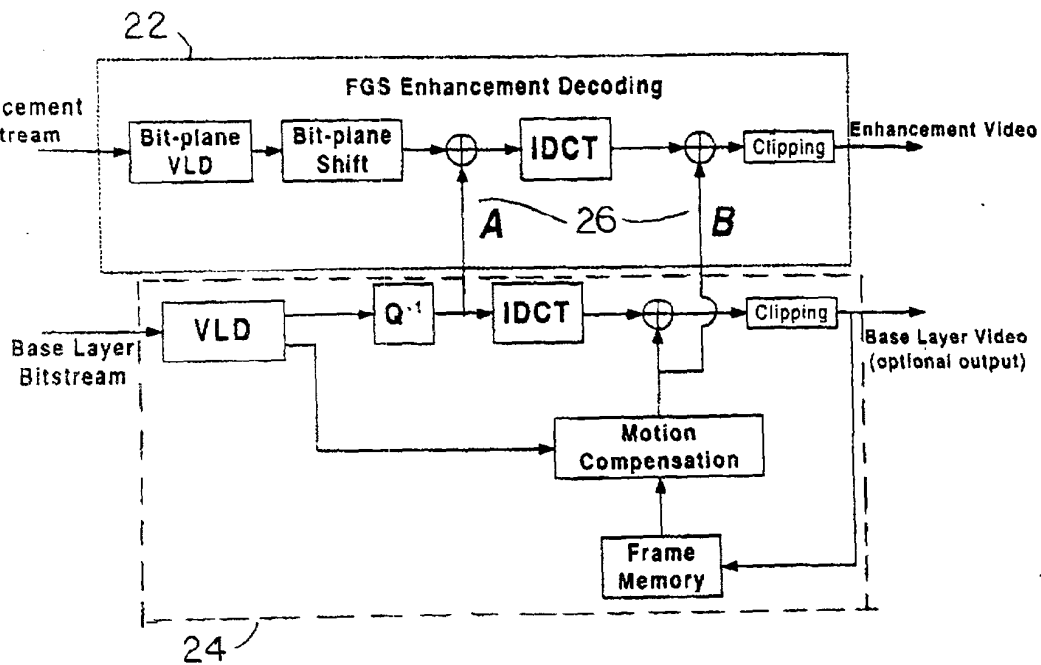 22
FGS Enhancement Decoding
cement
tream
Bit-plane
VLD
Bit-plane
Shift
IDCT
Clipping
Enhancement Video
A
26
B
Base Layer
Bitstream
VLD
Q⁻¹
IDCT
Clipping
Base Layer Video
(optional output)
Motion
Compensation
Frame
Memory
24